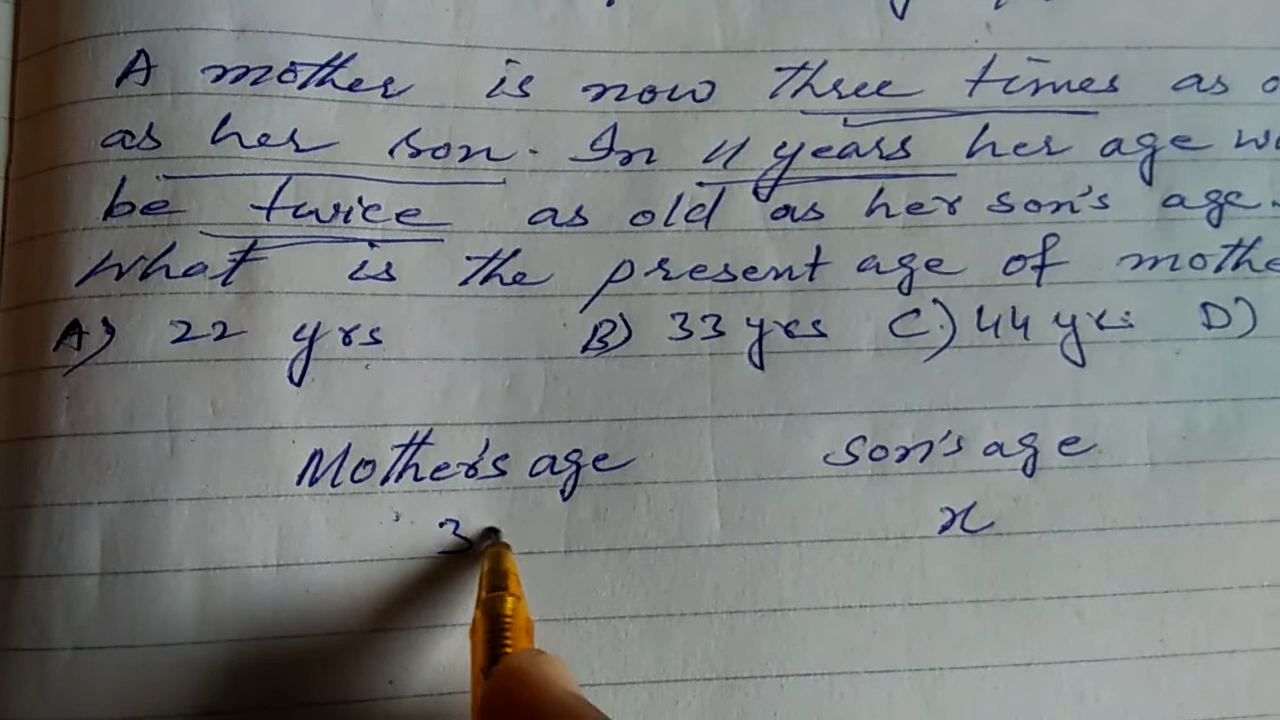 A mother is now three times as
as her son. In 11 years her age
be twice as old as her son's age.
What is the present age of
A) 22 yrs B) 33 yrs C) 44 yrs D)
Mother's age son's age
3 x